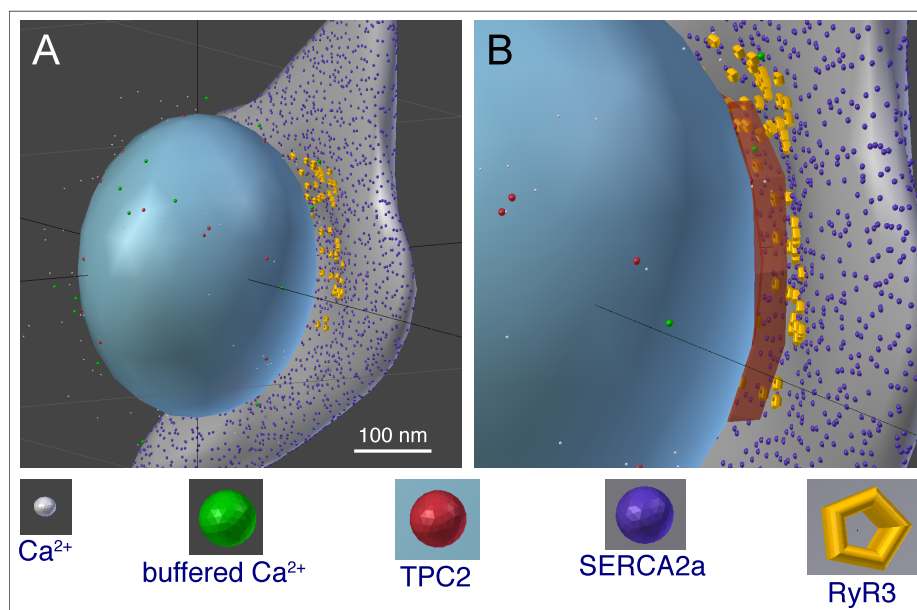 A
B
100 nm
Ca²⁺
buffered Ca²⁺
TPC2
SERCA2a
RyR3